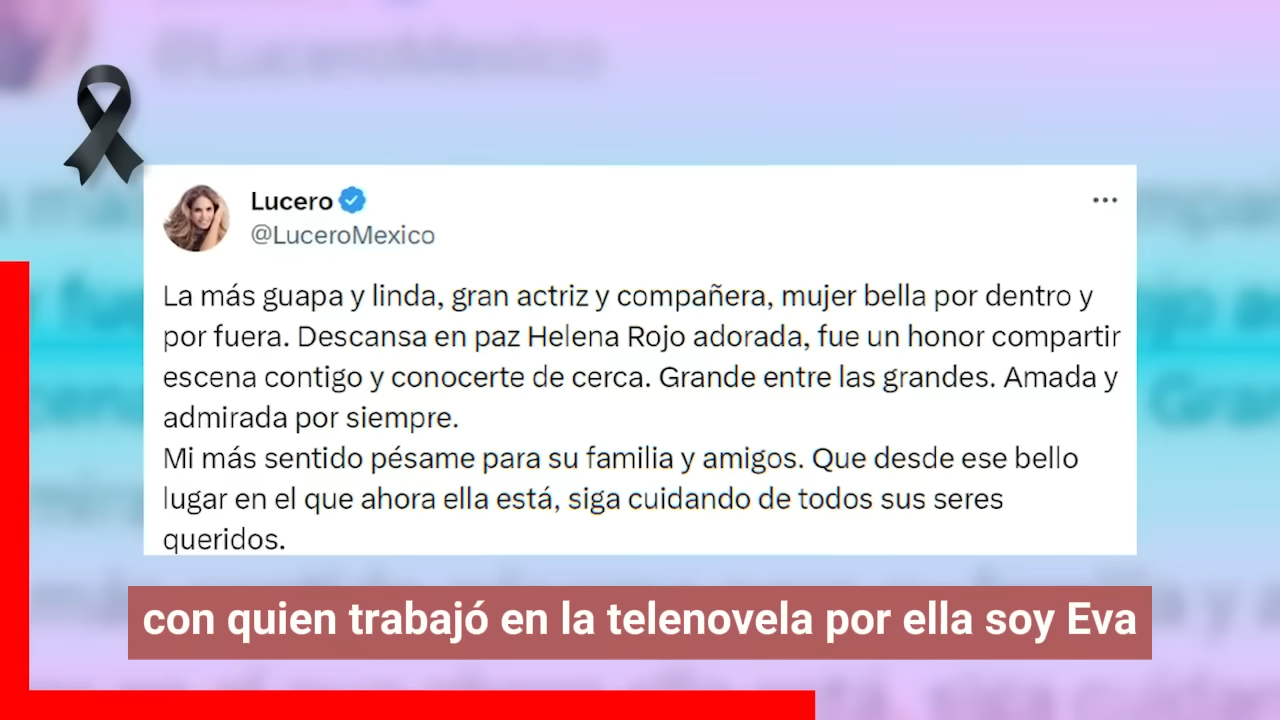 @LuceroMexico
Lucero
@LuceroMexico
La más guapa y linda, gran actriz y compañera, mujer bella por dentro y
por fuera. Descansa en paz Helena Rojo adorada, fue un honor compartir
escena contigo y conocerte de cerca. Grande entre las grandes. Amada y
admirada por siempre.
Mi más sentido pésame para su familia y amigos. Que desde ese bello
lugar en el que ahora ella está, siga cuidando de todos sus seres
queridos.
con quien trabajó en la telenovela por ella soy Eva